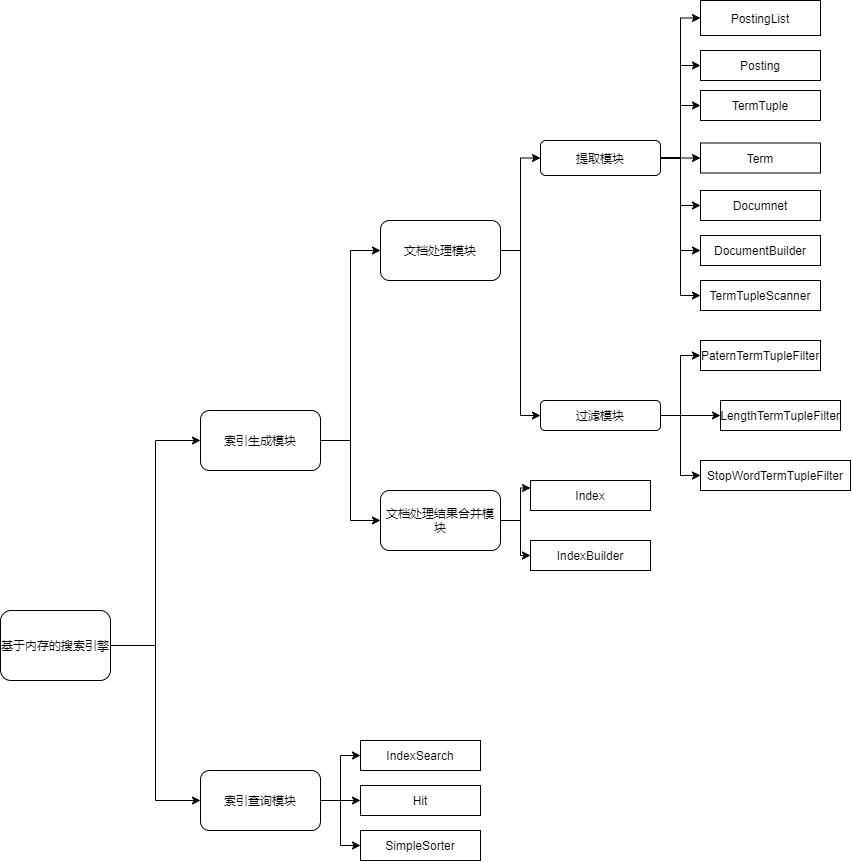 PostingList
Posting
TermTuple
提取模块
Term
Documnet
文档处理模块
DocumentBuilder
TermTupleScanner
PaternTermTupleFilter
过滤模块
LengthTermTupleFilter
索引生成模块
StopWordTermTupleFilter
文档处理结果合并模
块
Index
IndexBuilder
基于内存的搜索引擎
IndexSearch
索引查询模块
Hit
SimpleSorter